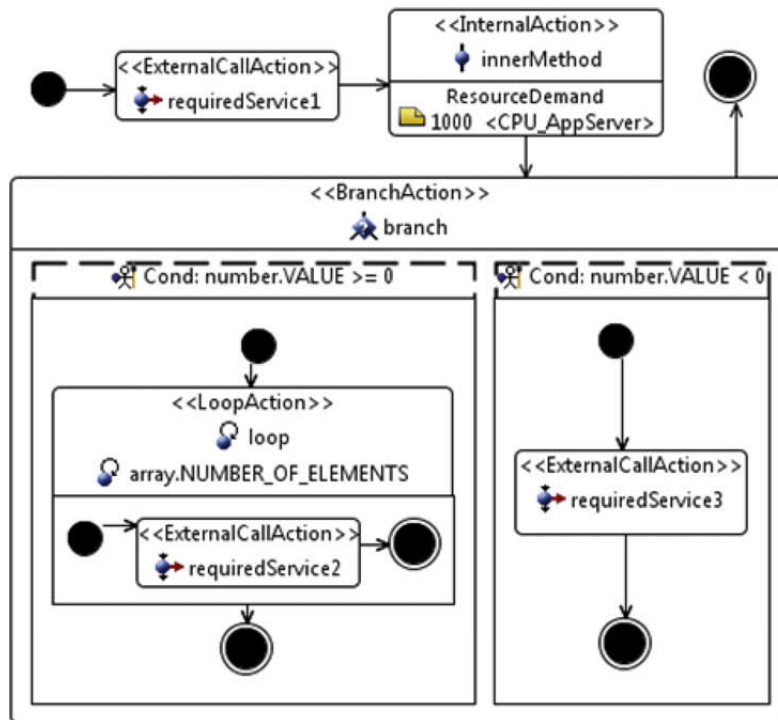 <<ExternalCallAction>>
requiredService1
<<InternalAction>>
innerMethod
ResourceDemand
1000 <CPU_AppServer>
<<BranchAction>>
branch
Cond: number.VALUE >= 0
<<LoopAction>>
loop
array.NUMBER_OF_ELEMENTS
<<ExternalCallAction>>
requiredService2
Cond: number.VALUE < 0
<<ExternalCallAction>>
requiredService3